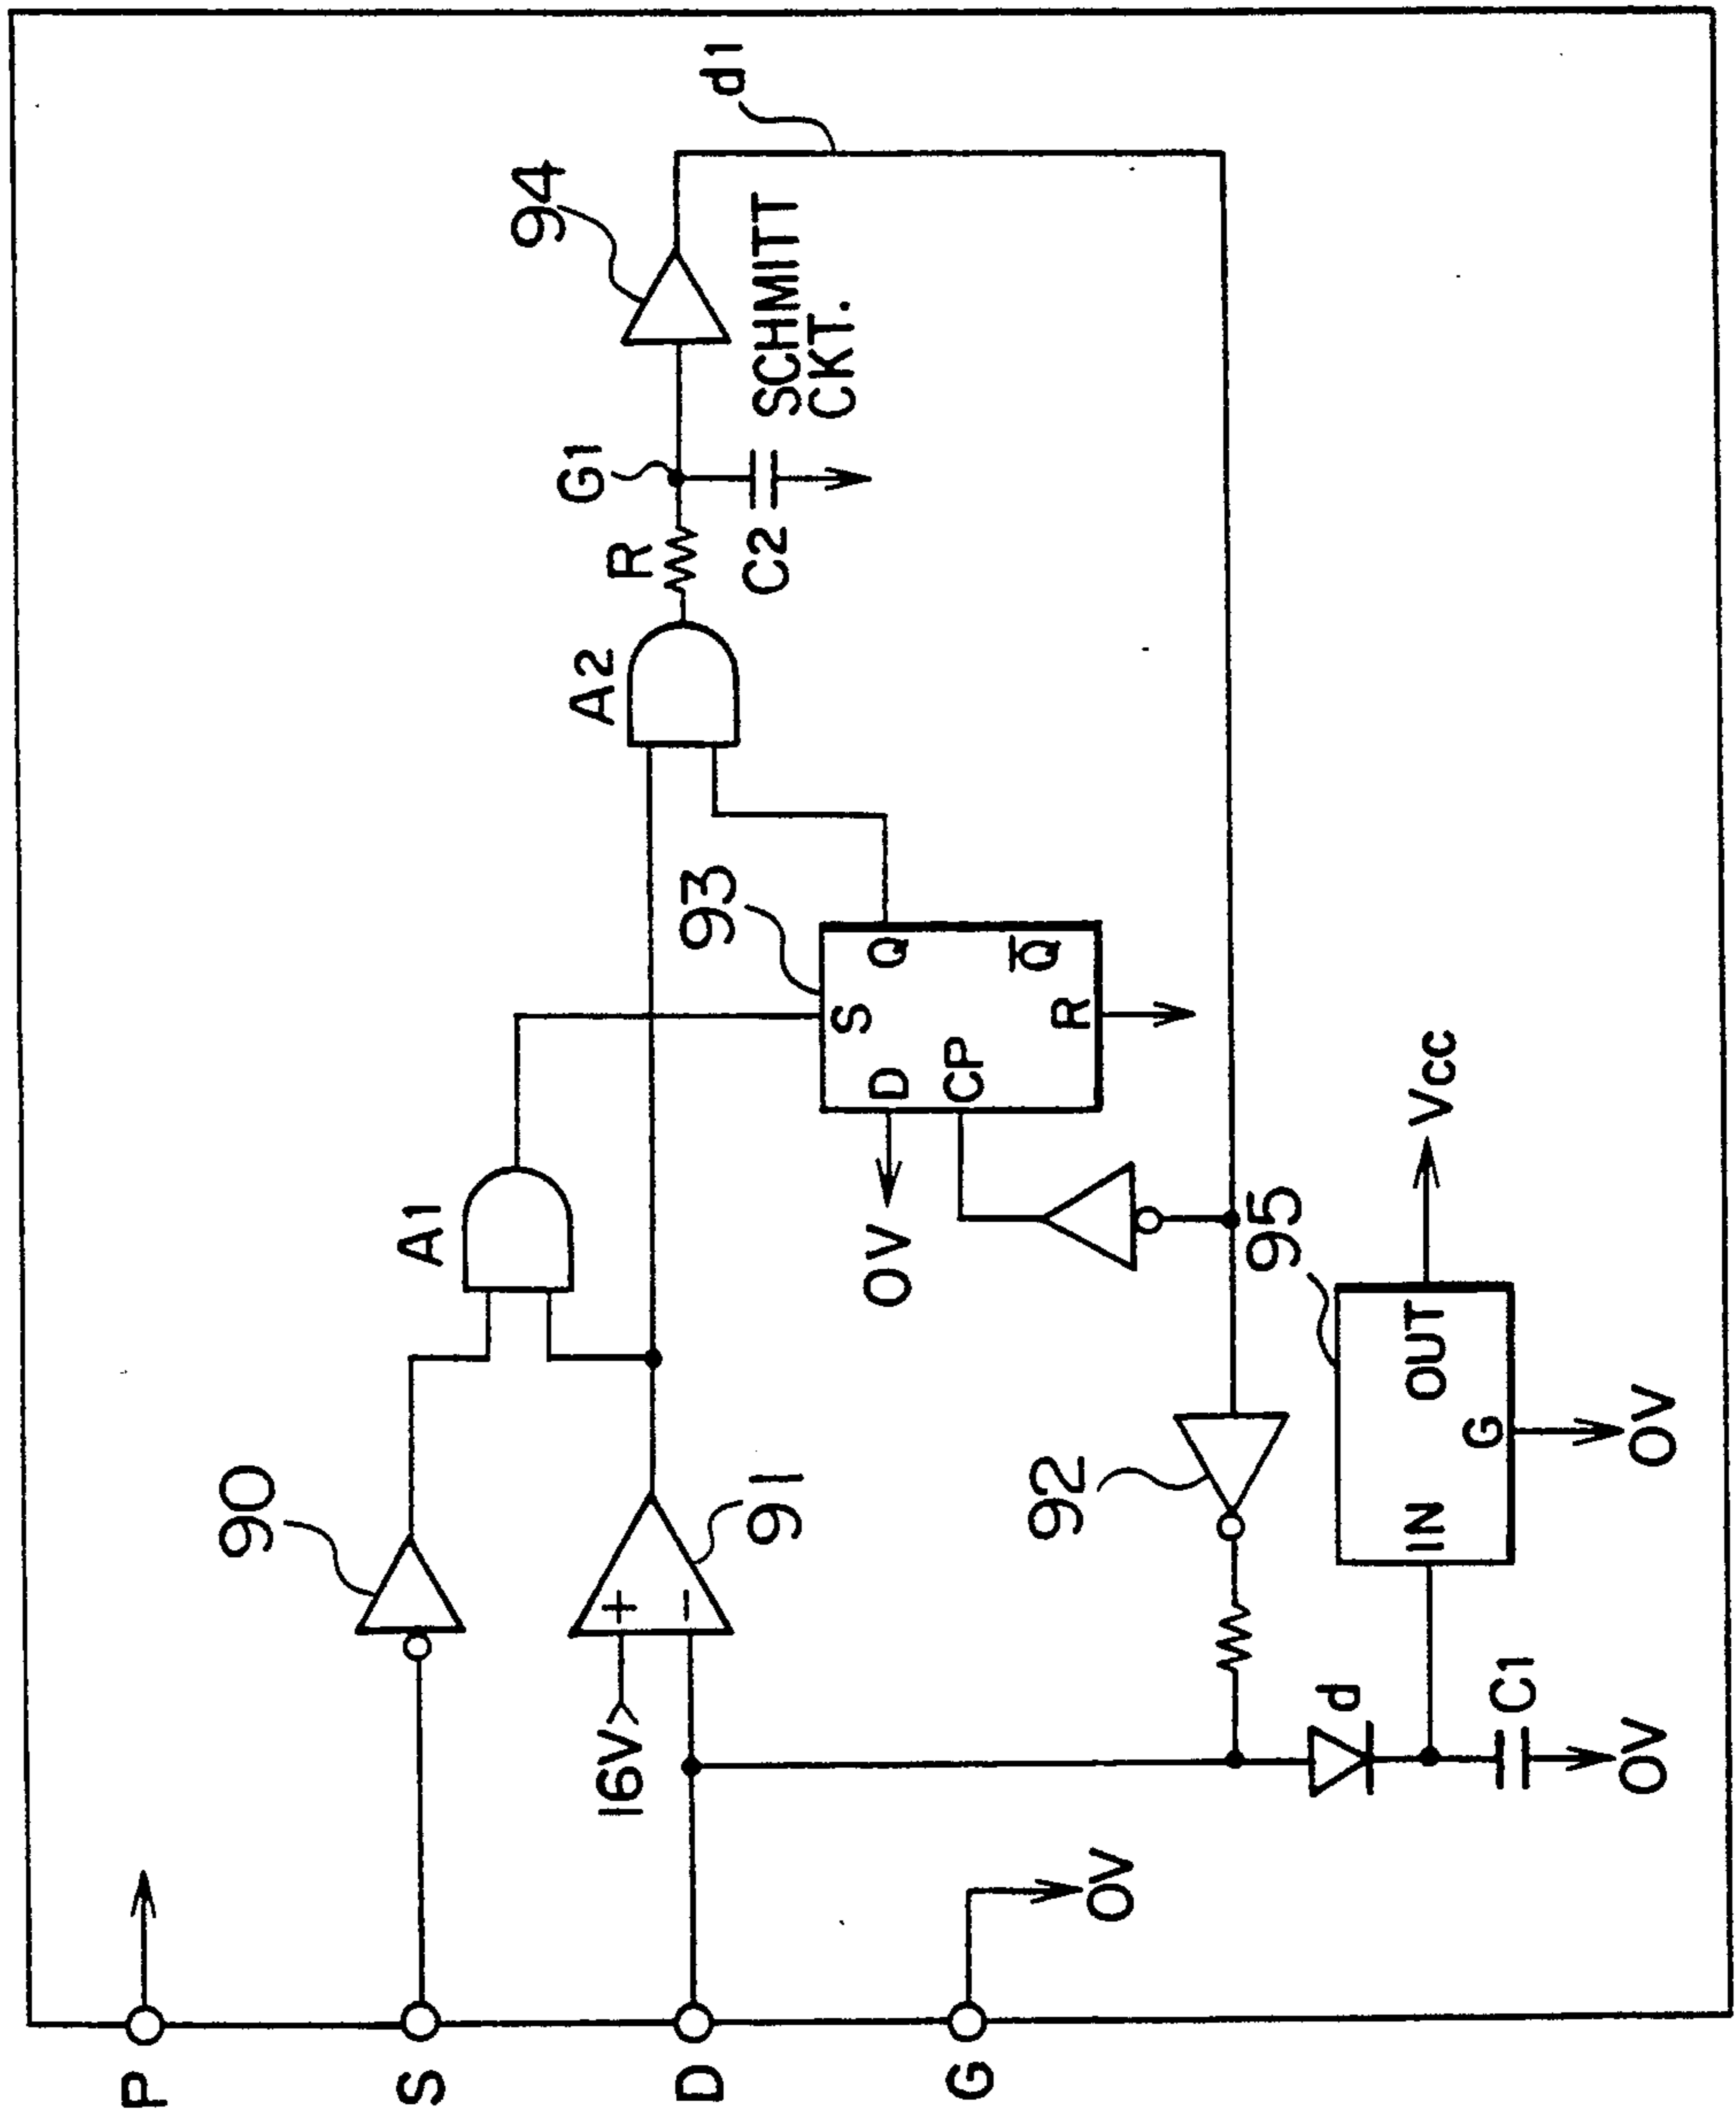 P
S
D
G
90
A1
A2
R
G1
94
d1
C2
SCHMITT
CKT.
16V
+
-
91
93
S
D
Q
CP
Q̅
R
0V
0V
92
95
IN
OUT
G
Vcc
0V
d
C1
0V